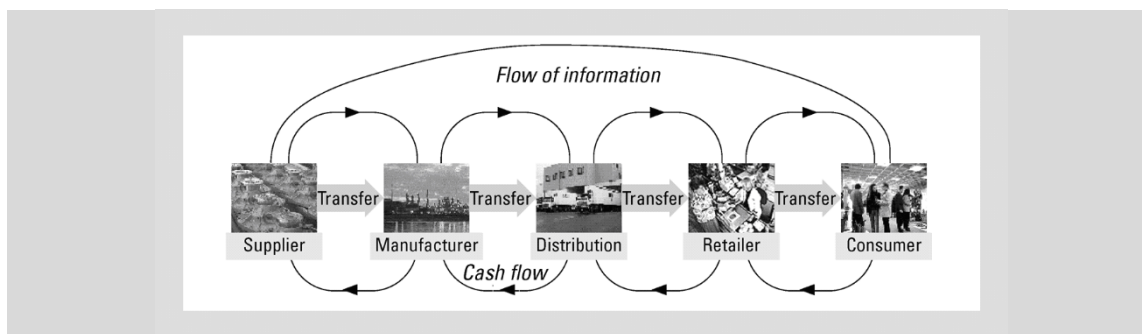 Flow of information
Transfer
Transfer
Transfer
Transfer
Supplier
Manufacturer
Distribution
Retailer
Consumer
Cash flow